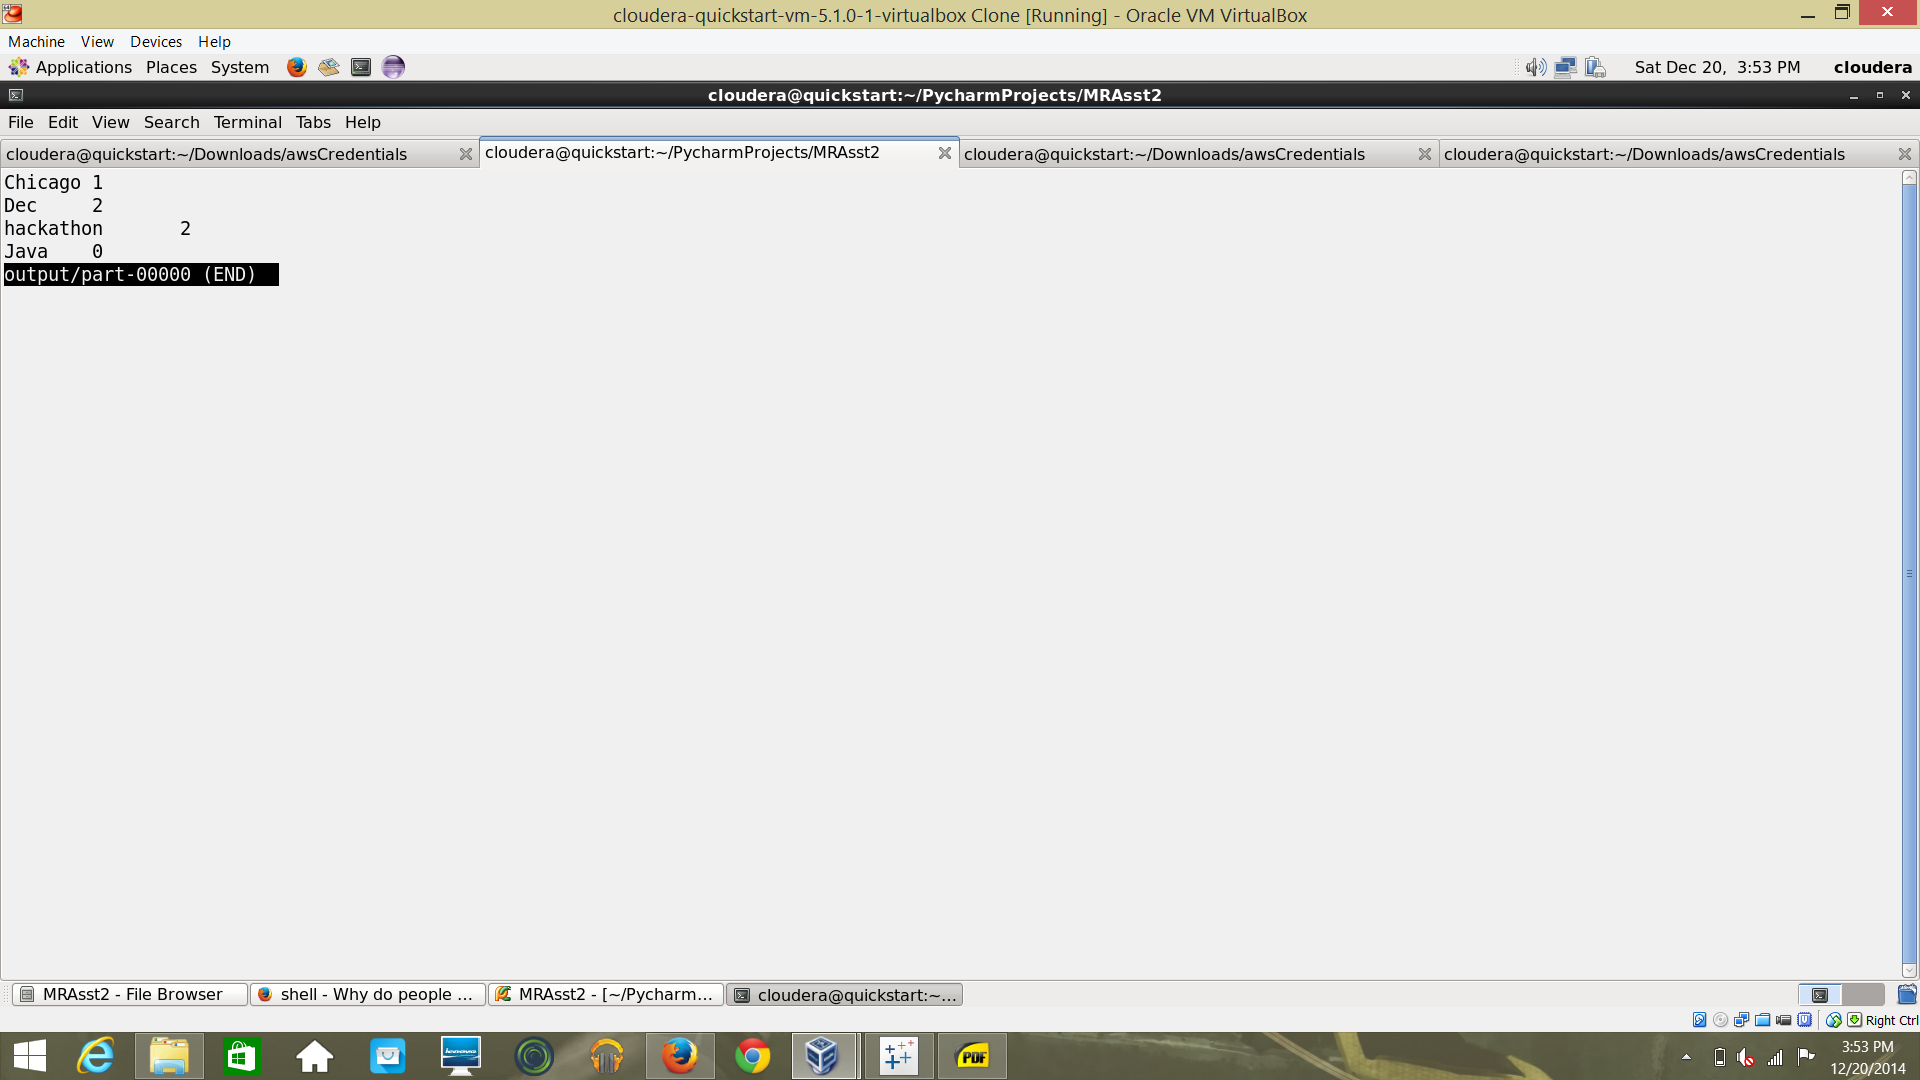 cloudera-quickstart-vm-5.1.0-1-virtualbox Clone [Running] - Oracle VM VirtualBox
Machine View Devices Help
Applications Places System Sat Dec 20, 3:53 PM cloudera
cloudera@quickstart:~/PycharmProjects/MRAsst2
File Edit View Search Terminal Tabs Help
cloudera@quickstart:~/Downloads/awsCredentials cloudera@quickstart:~/PycharmProjects/MRAsst2 cloudera@quickstart:~/Downloads/awsCredentials cloudera@quickstart:~/Downloads/awsCredentials
Chicago 1
Dec 2
hackathon 2
Java 0
output/part-00000 (END)
MRAsst2 - File Browser shell - Why do people ... MRAsst2 - [~/Pycharm... cloudera@quickstart:~...
Right Ctrl
lenovo PDF 3:53 PM
12/20/2014